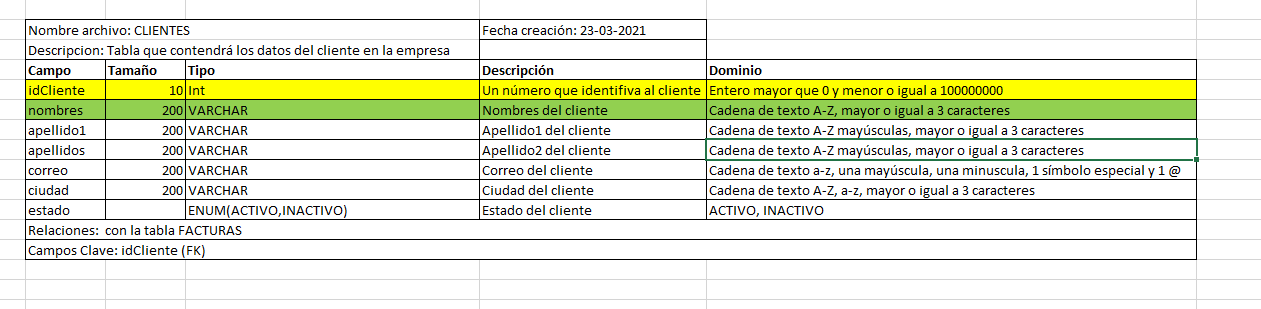 Nombre archivo: CLIENTES Fecha creación: 23-03-2021
Descripcion: Tabla que contendrá los datos del cliente en la empresa
Campo Tamaño Tipo Descripción Dominio
idCliente 10 Int Un número que identifiva al cliente Entero mayor que 0 y menor o igual a 100000000
nombres 200 VARCHAR Nombres del cliente Cadena de texto A-Z, mayor o igual a 3 caracteres
apellido1 200 VARCHAR Apellido1 del cliente Cadena de texto A-Z mayúsculas, mayor o igual a 3 caracteres
apellidos 200 VARCHAR Apellido2 del cliente Cadena de texto A-Z mayúsculas, mayor o igual a 3 caracteres
correo 200 VARCHAR Correo del cliente Cadena de texto a-z, una mayúscula, una minuscula, 1 símbolo especial y 1 @
ciudad 200 VARCHAR Ciudad del cliente Cadena de texto A-Z, a-z, mayor o igual a 3 caracteres
estado ENUM(ACTIVO,INACTIVO) Estado del cliente ACTIVO, INACTIVO
Relaciones: con la tabla FACTURAS
Campos Clave: idCliente (FK)